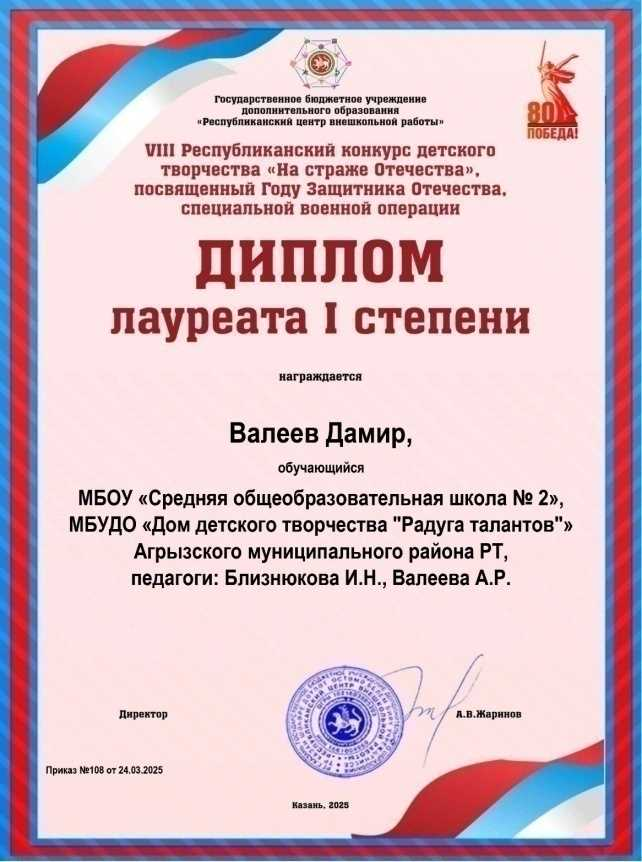 Государственное бюджетное учреждение
дополнительного образования
«Республиканский центр внешкольной работы»
80
ПОБЕДА!
VIII Республиканский конкурс детского
творчества «На страже Отечества»,
посвященный Году Защитника Отечества,
специальной военной операции
ДИПЛОМ
лауреата I степени
награждается
Валеев Дамир,
обучающийся
МБОУ «Средняя общеобразовательная школа № 2»,
МБУДО «Дом детского творчества "Радуга талантов"»
Агрызского муниципального района РТ,
педагоги: Близнюкова И.Н., Валеева А.Р.
Директор
А.В.Жаринов
Приказ №108 от 24.03.2025
Казань, 2025